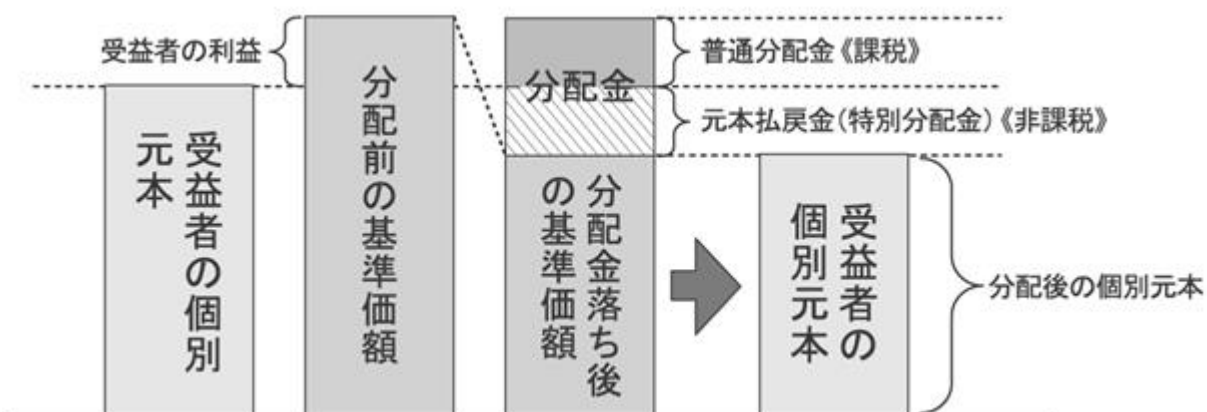 受益者の利益
受益者の個別
元本
分配前の基準価額
分配金
分配金落ち後
の基準価額
普通分配金《課税》
元本払戻金(特別分配金)《非課税》
受益者の
個別元本
分配後の個別元本